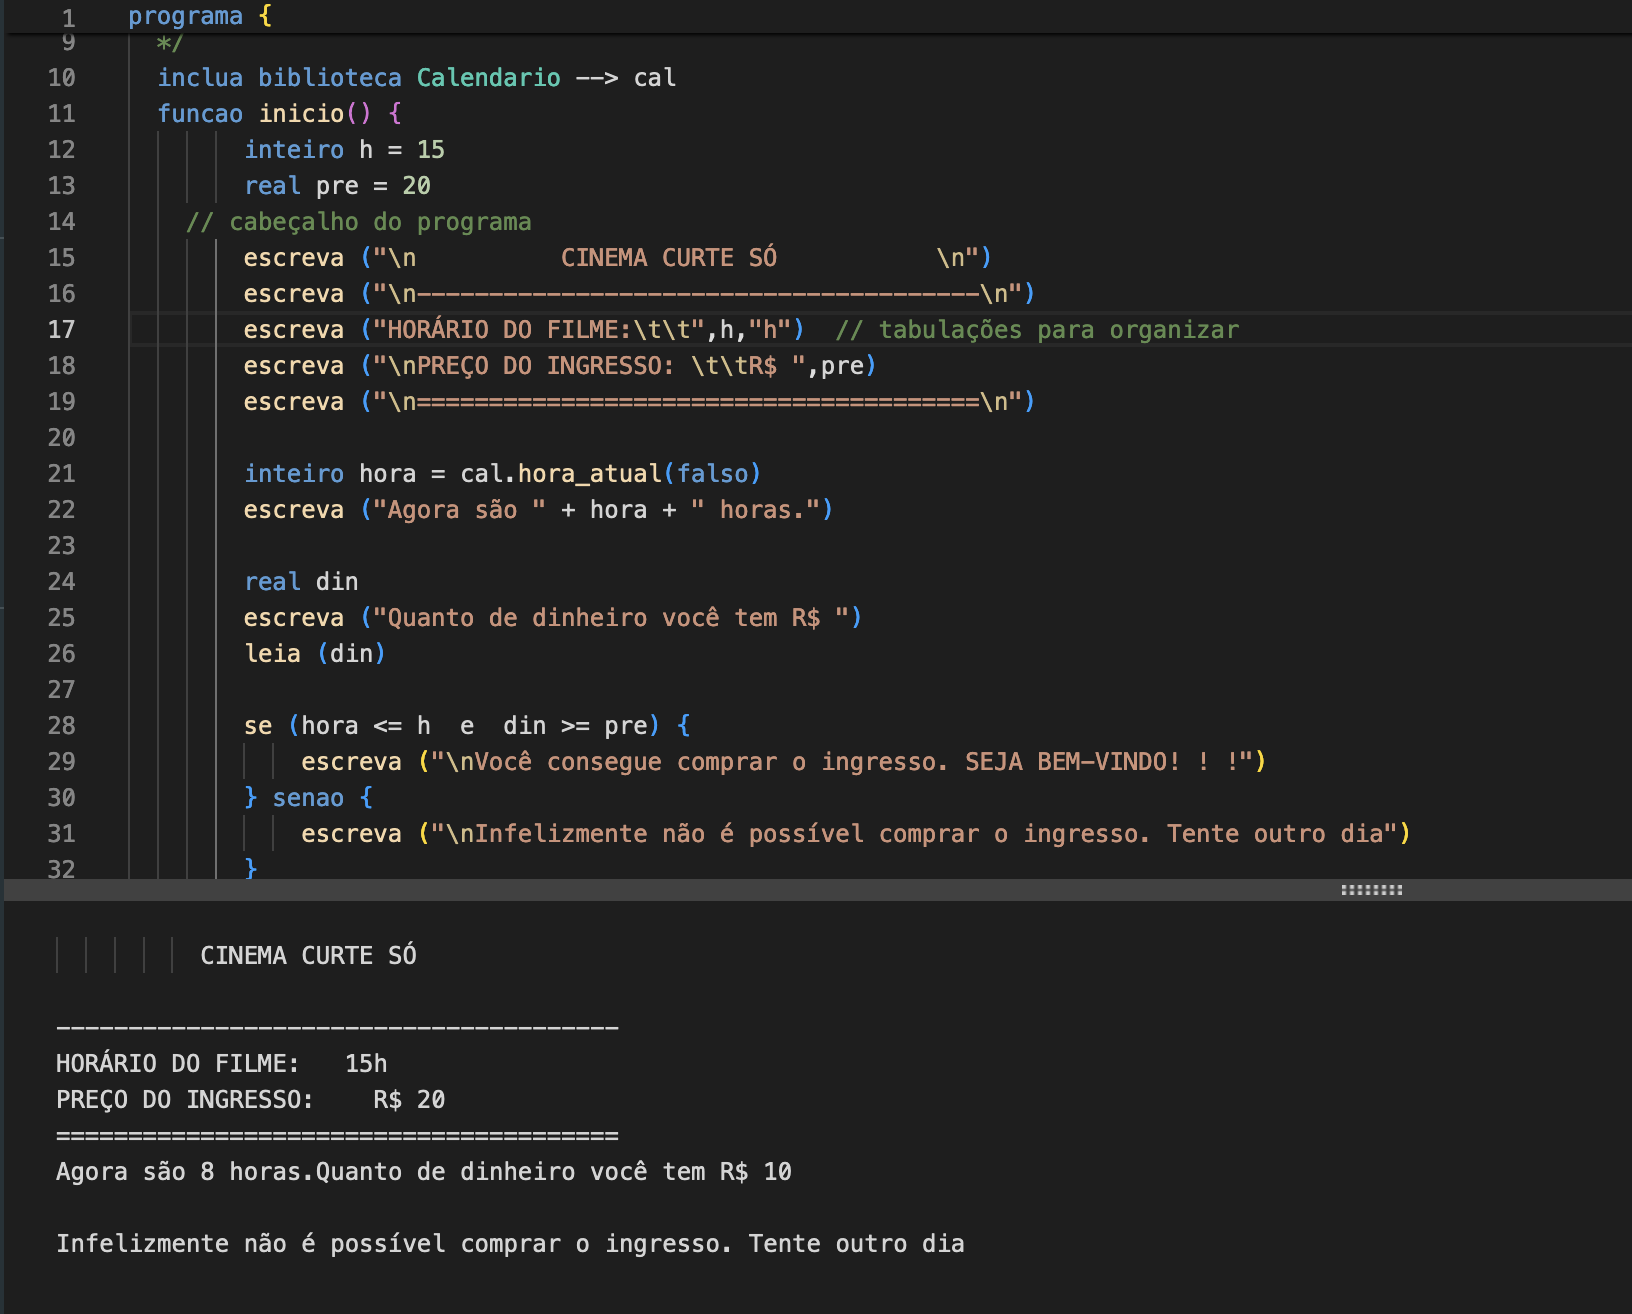 1 programa {
9 */
10 inclua biblioteca Calendario --> cal
11 funcao inicio() {
12 inteiro h = 15
13 real pre = 20
14 // cabeçalho do programa
15 escreva ("\n          CINEMA CURTE SÓ           \n")
16 escreva ("\n---------------------------------------\n")
17 escreva ("HORÁRIO DO FILME:\t\t",h,"h")  // tabulações para organizar
18 escreva ("\nPREÇO DO INGRESSO: \t\tR$ ",pre)
19 escreva ("\n=======================================\n")
20
21 inteiro hora = cal.hora_atual(falso)
22 escreva ("Agora são " + hora + " horas.")
23
24 real din
25 escreva ("Quanto de dinheiro você tem R$ ")
26 leia (din)
27
28 se (hora <= h  e  din >= pre) {
29 escreva ("\nVocê consegue comprar o ingresso. SEJA BEM-VINDO! ! !")
30 } senao {
31 escreva ("\nInfelizmente não é possível comprar o ingresso. Tente outro dia")
32 }
CINEMA CURTE SÓ
---------------------------------------
HORÁRIO DO FILME:   15h
PREÇO DO INGRESSO:    R$ 20
=======================================
Agora são 8 horas.Quanto de dinheiro você tem R$ 10
Infelizmente não é possível comprar o ingresso. Tente outro dia